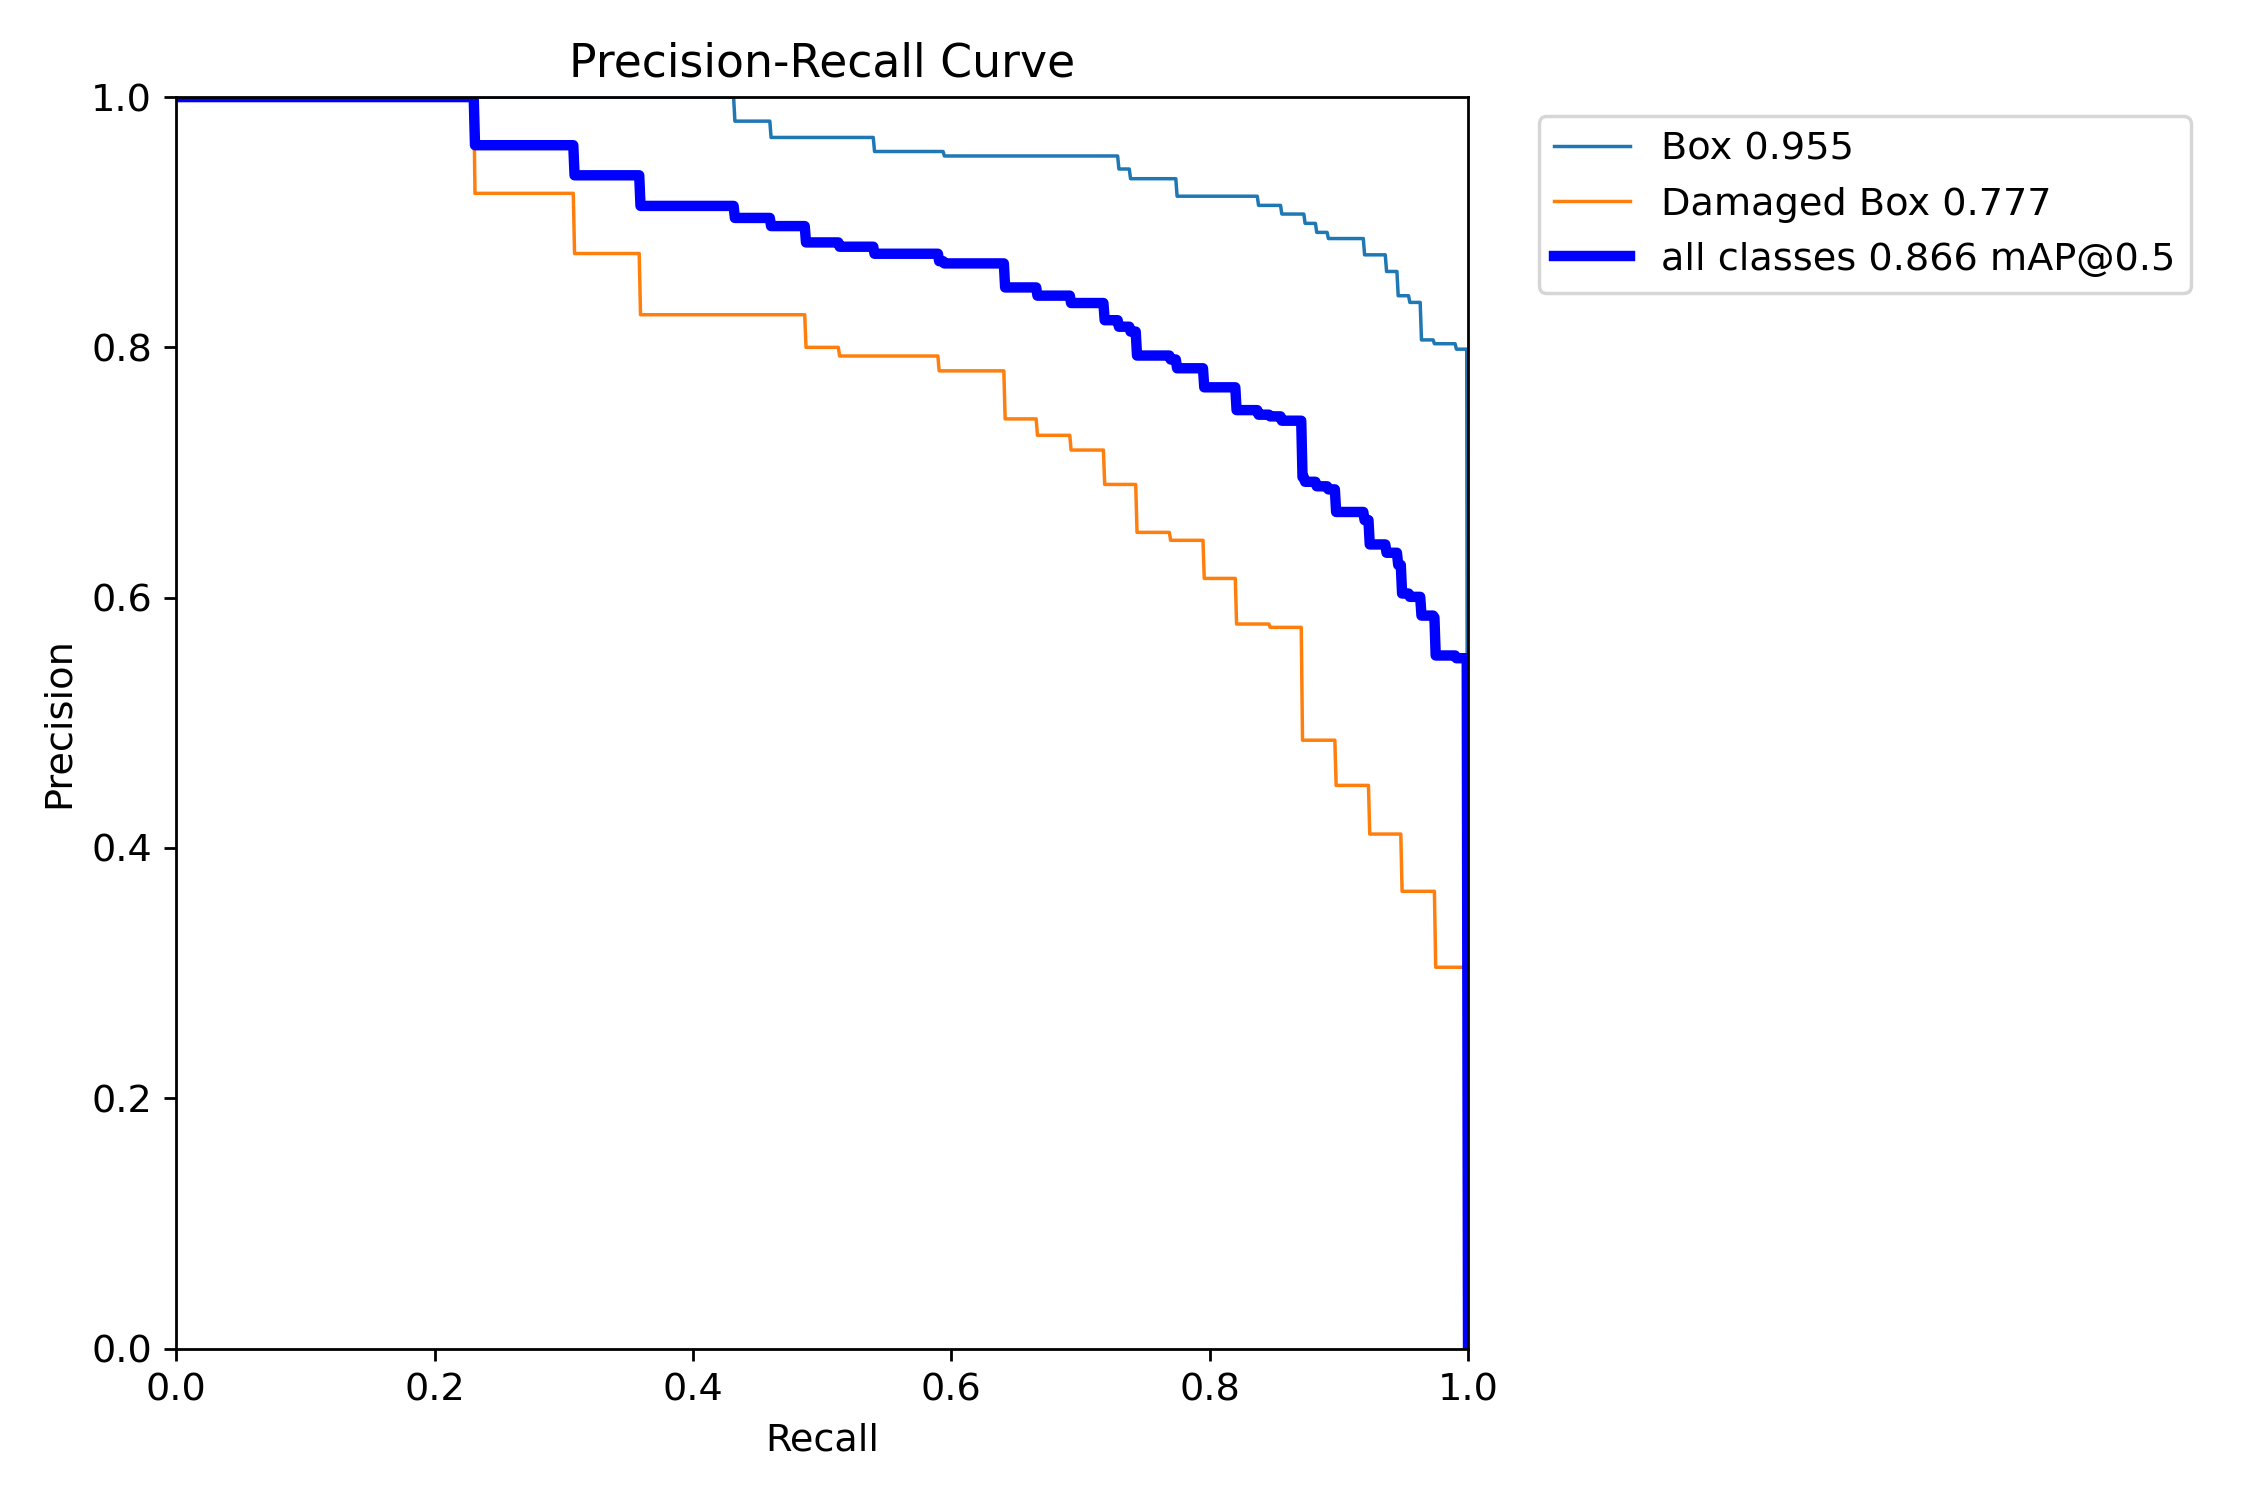 Precision-Recall Curve
Box 0.955
Damaged Box 0.777
all classes 0.866 mAP@0.5
Precision
1.0
0.8
0.6
0.4
0.2
0.0
0.0 0.2 0.4 0.6 0.8 1.0
Recall